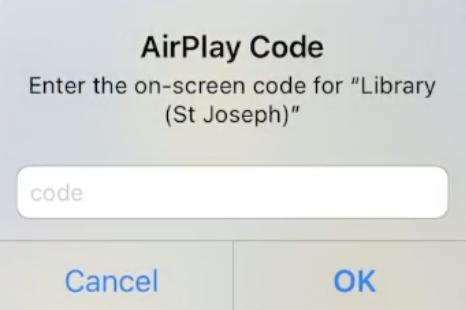 AirPlay Code
Enter the on-screen code for “Library
(St Joseph)”
code
Cancel
OK